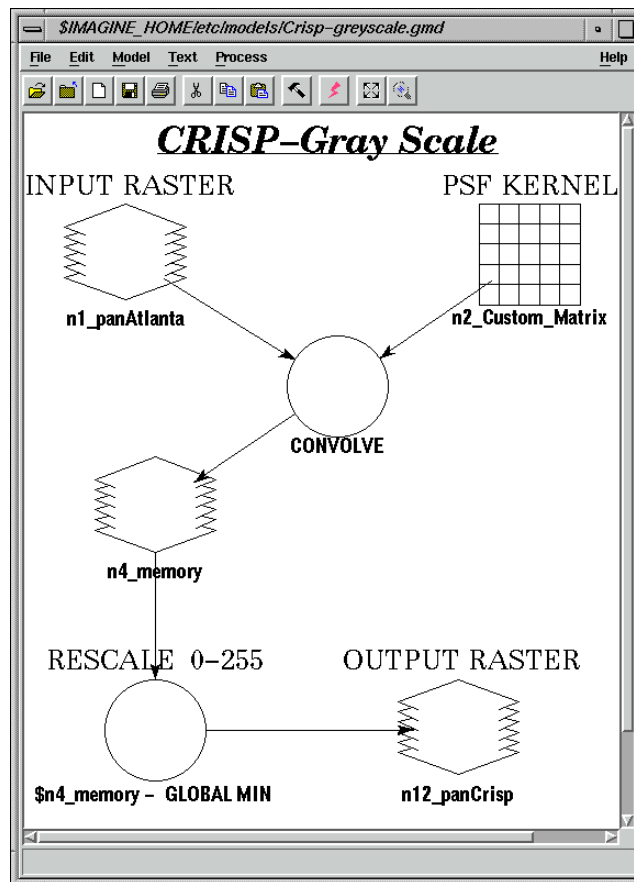 $IMAGINE_HOME/etc/models/Crisp-greyscale.gmd
File Edit Model Text Process Help
CRISP–Gray Scale
INPUT RASTER PSF KERNEL
n1_panAtlanta n2_Custom_Matrix
CONVOLVE
n4_memory
RESCALE 0–255 OUTPUT RASTER
$n4_memory – GLOBAL MIN n12_panCrisp